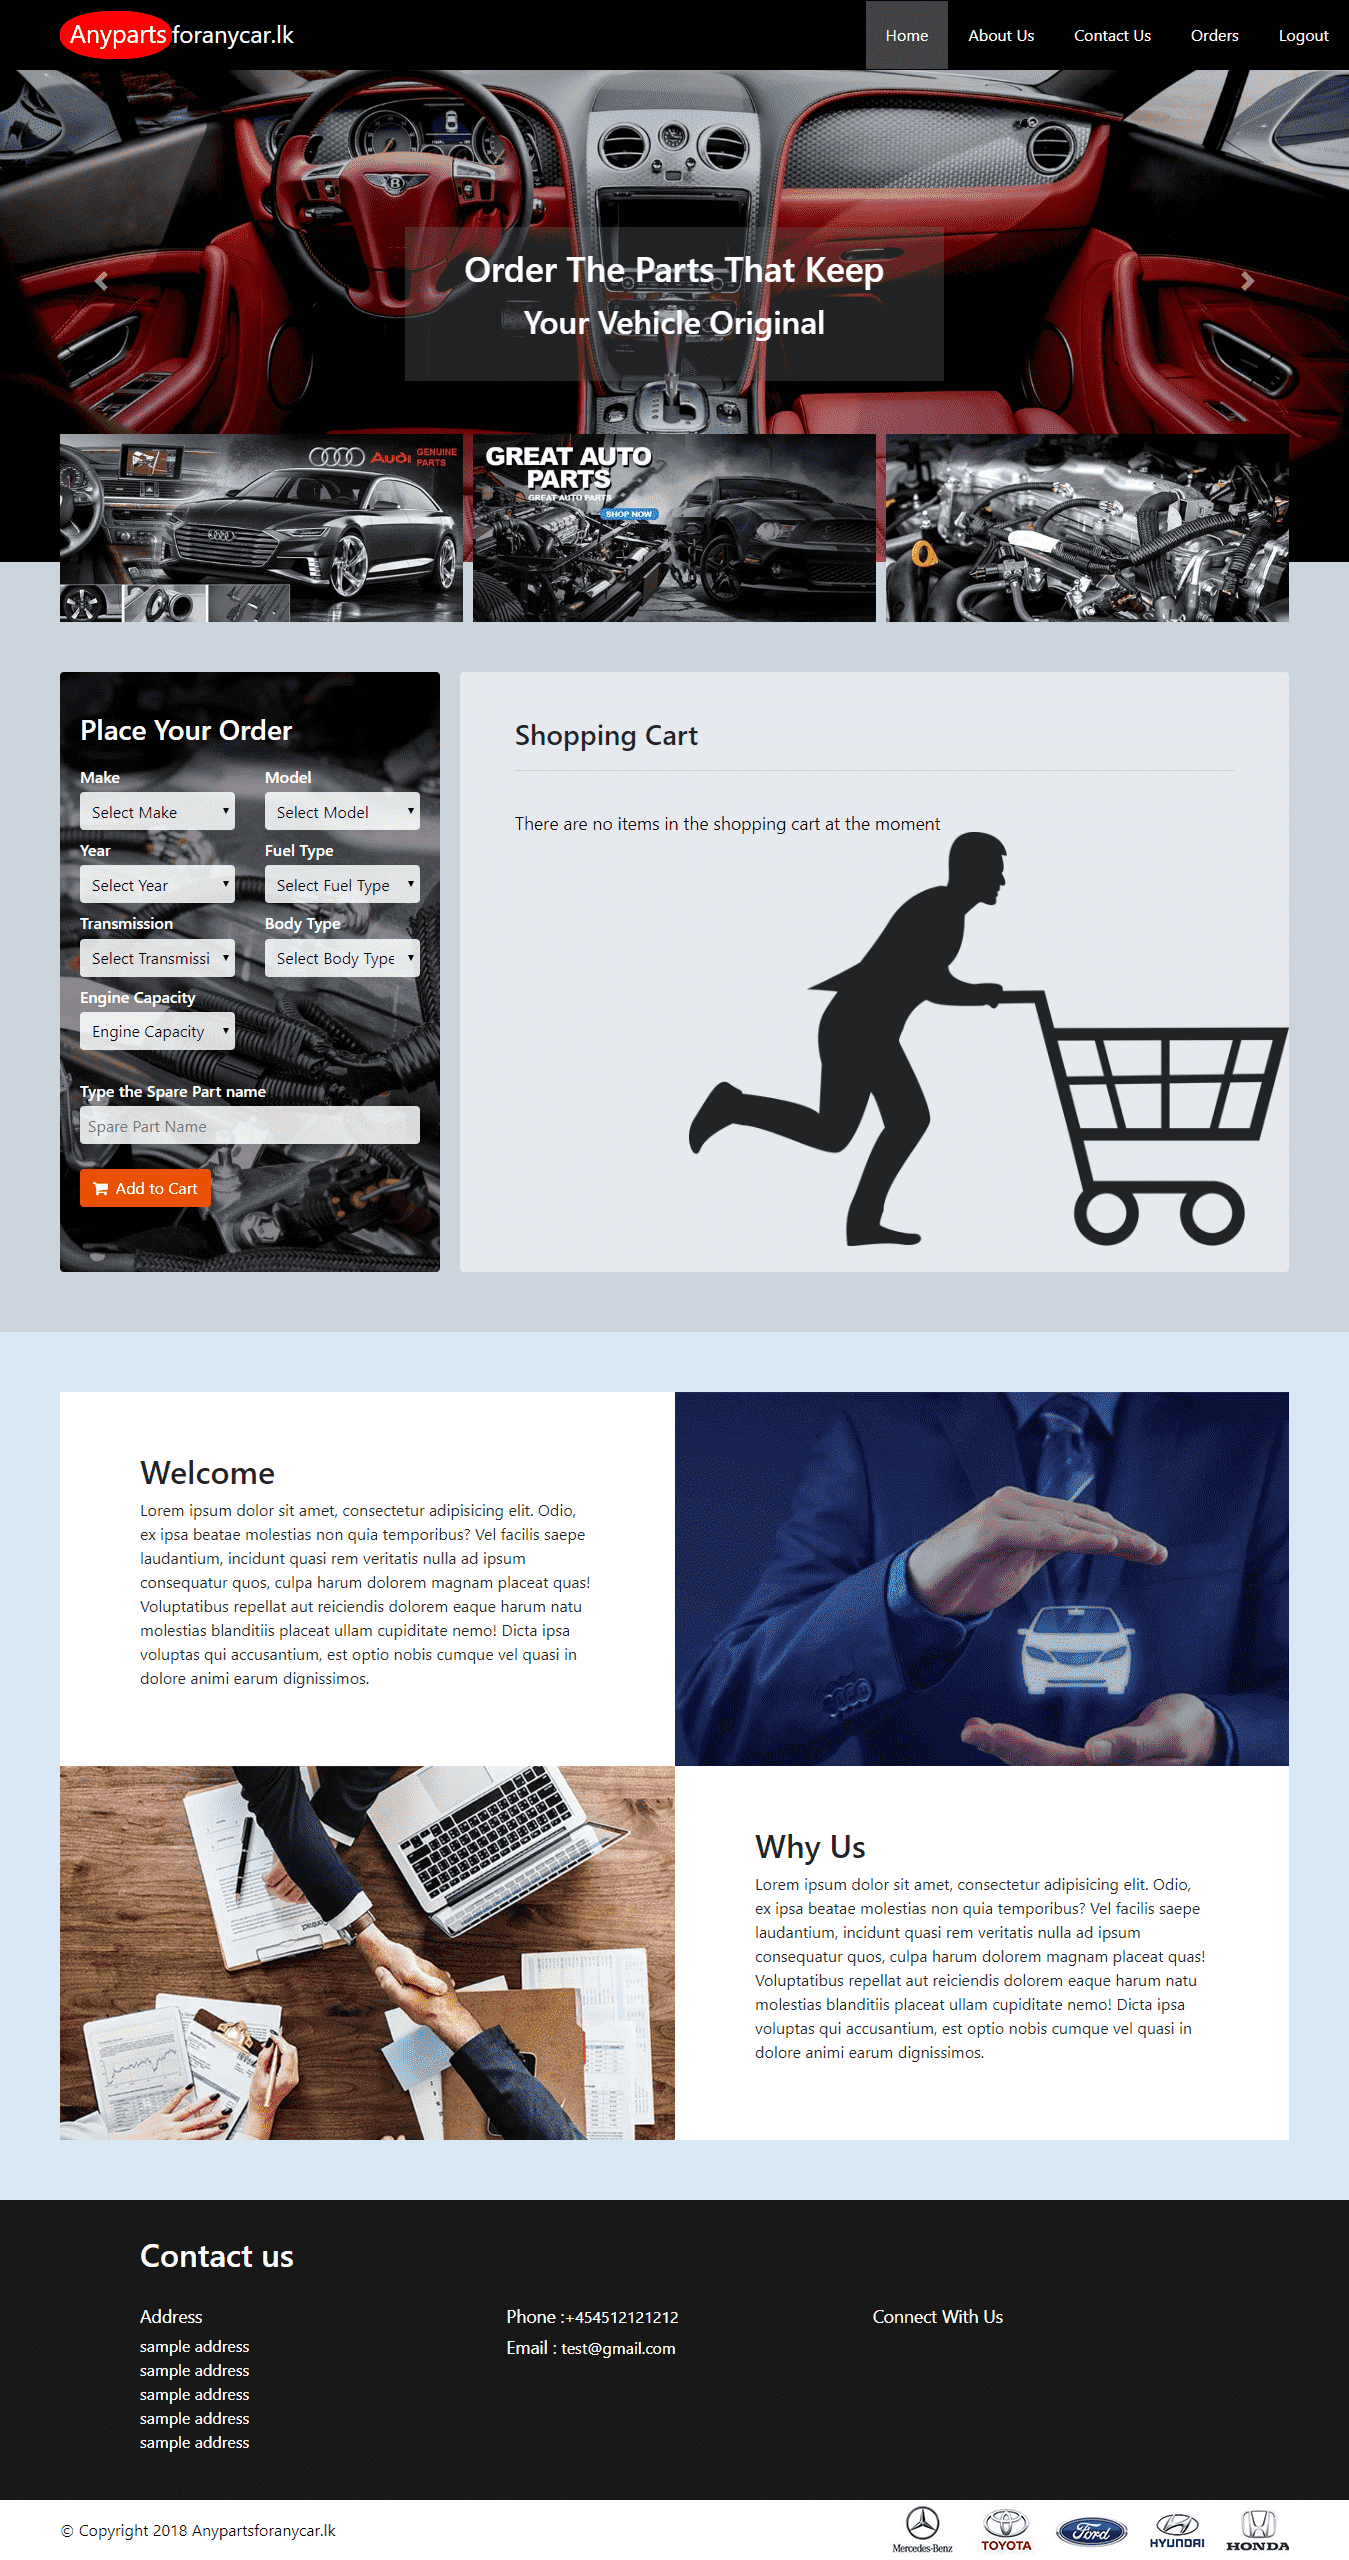 Anypartsforanycar.lk
Home
About Us
Contact Us
Orders
Logout
Order The Parts That Keep
Your Vehicle Original
Audi GENUINE
PARTS
GREAT AUTO
PARTS
GREAT AUTO PARTS
SHOP NOW
Place Your Order
Make
Model
Select Make
Select Model
Year
Fuel Type
Select Year
Select Fuel Type
Transmission
Body Type
Select Transmissi
Select Body Type
Engine Capacity
Engine Capacity
Type the Spare Part name
Spare Part Name
Add to Cart
Shopping Cart
There are no items in the shopping cart at the moment
Welcome
Lorem ipsum dolor sit amet, consectetur adipisicing elit. Odio,
ex ipsa beatae molestias non quia temporibus? Vel facilis saepe
laudantium, incidunt quasi rem veritatis nulla ad ipsum
consequatur quos, culpa harum dolorem magnam placeat quas!
Voluptatibus repellat aut reiciendis dolorem eaque harum natu
molestias blanditiis placeat ullam cupiditate nemo! Dicta ipsa
voluptas qui accusantium, est optio nobis cumque vel quasi in
dolore animi earum dignissimos.
Why Us
Lorem ipsum dolor sit amet, consectetur adipisicing elit. Odio,
ex ipsa beatae molestias non quia temporibus? Vel facilis saepe
laudantium, incidunt quasi rem veritatis nulla ad ipsum
consequatur quos, culpa harum dolorem magnam placeat quas!
Voluptatibus repellat aut reiciendis dolorem eaque harum natu
molestias blanditiis placeat ullam cupiditate nemo! Dicta ipsa
voluptas qui accusantium, est optio nobis cumque vel quasi in
dolore animi earum dignissimos.
Contact us
Address
sample address
sample address
sample address
sample address
sample address
Phone :+454512121212
Email : test@gmail.com
Connect With Us
© Copyright 2018 Anypartsforanycar.lk
Mercedes-Benz
TOYOTA
Ford
HYUNDAI
HONDA